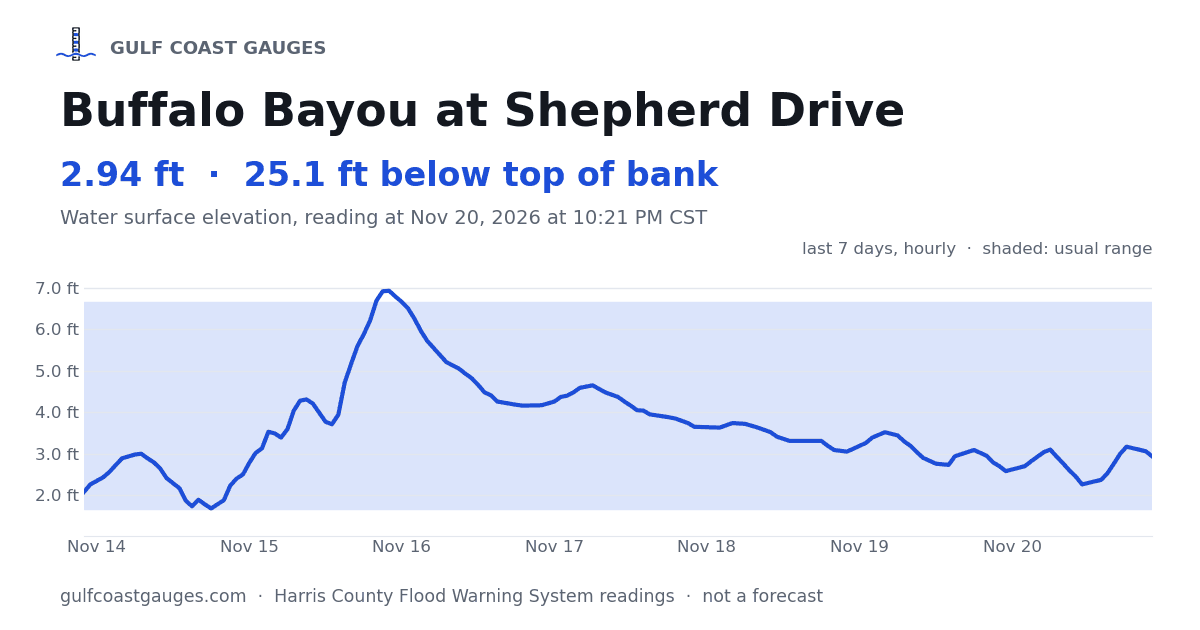 GULF COAST GAUGES
Buffalo Bayou at Shepherd Drive
2.94 ft · 25.1 ft below top of bank
Water surface elevation, reading at Nov 20, 2026 at 10:21 PM CST
last 7 days, hourly · shaded: usual range
7.0 ft
6.0 ft
5.0 ft
4.0 ft
3.0 ft
2.0 ft
Nov 14 Nov 15 Nov 16 Nov 17 Nov 18 Nov 19 Nov 20
gulfcoastgauges.com · Harris County Flood Warning System readings · not a forecast